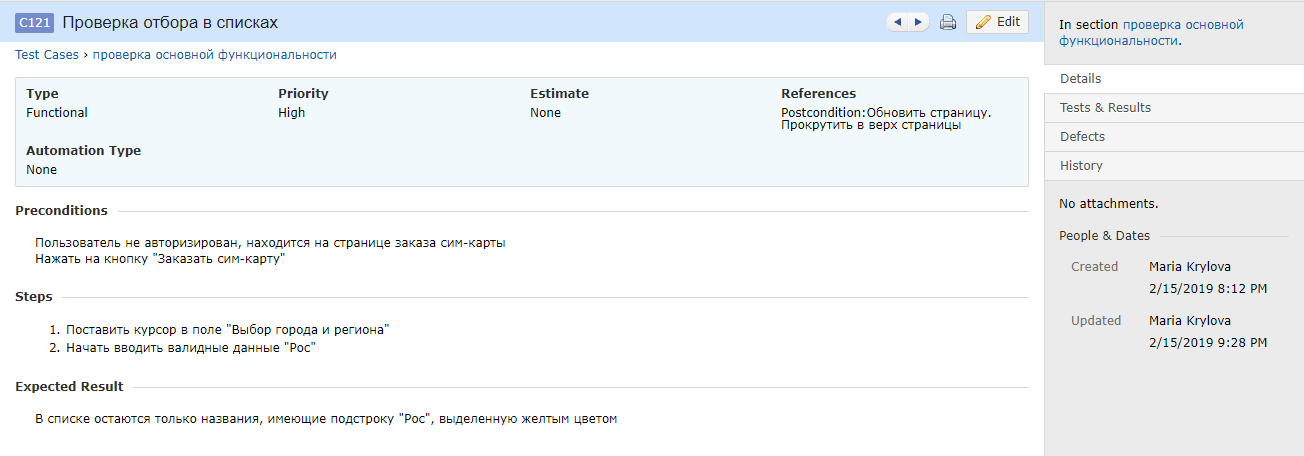 C121 Проверка отбора в списках
Edit
Test Cases › проверка основной функциональности
Type
Functional
Priority
High
Estimate
None
References
Postcondition:Обновить страницу.
Прокрутить в верх страницы
Automation Type
None
Preconditions
Пользователь не авторизирован, находится на странице заказа сим-карты
Нажать на кнопку "Заказать сим-карту"
Steps
1. Поставить курсор в поле "Выбор города и региона"
2. Начать вводить валидные данные "Рос"
Expected Result
В списке остаются только названия, имеющие подстроку "Рос", выделенную желтым цветом
In section проверка основной
функциональности.
Details
Tests & Results
Defects
History
No attachments.
People & Dates
Created Maria Krylova
2/15/2019 8:12 PM
Updated Maria Krylova
2/15/2019 9:28 PM